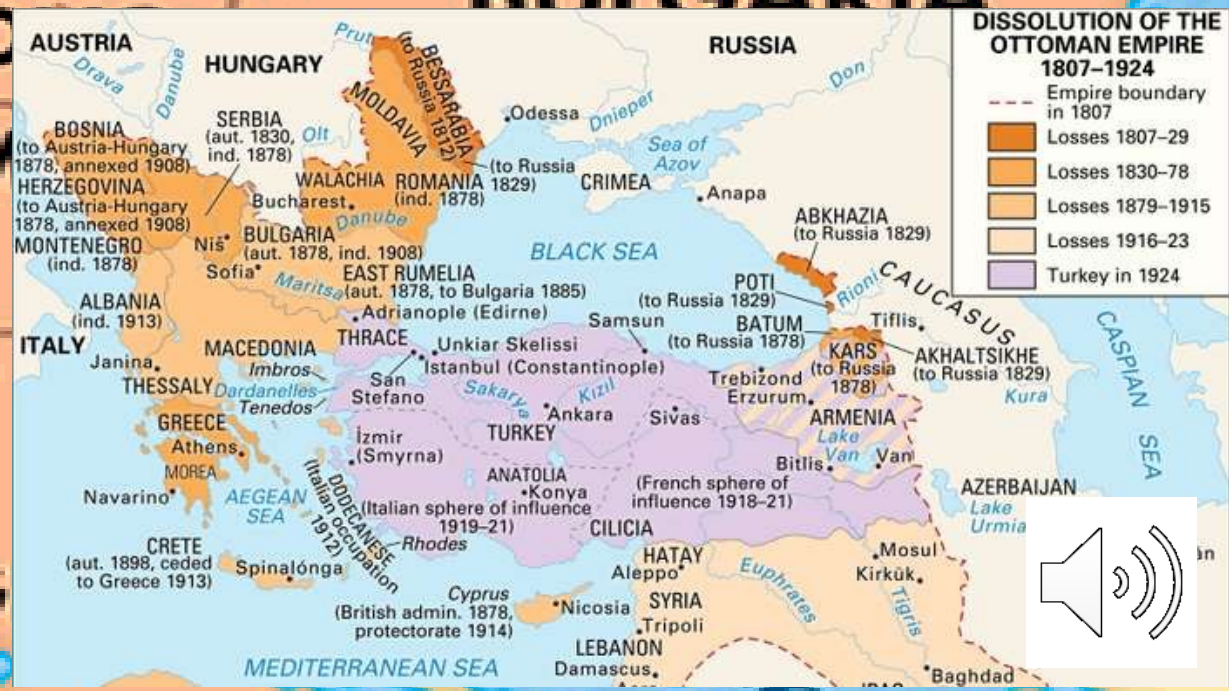 DISSOLUTION OF THE
OTTOMAN EMPIRE
1807–1924
Empire boundary
in 1807
Losses 1807–29
Losses 1830–78
Losses 1879–1915
Losses 1916–23
Turkey in 1924
AUSTRIA
Drava
Danube
HUNGARY
Prut
BESSARABIA
(to Russia 1812)
MOLDAVIA
RUSSIA
Don
Dnieper
Odessa
Sea of
Azov
SERBIA
(aut. 1830,
ind. 1878)
Olt
BOSNIA
(to Austria-Hungary
1878, annexed 1908)
HERZEGOVINA
(to Austria-Hungary
1878, annexed 1908)
MONTENEGRO
(ind. 1878)
WALACHIA
Bucharest
Danube
ROMANIA
(ind. 1878)
(to Russia
1829)
CRIMEA
Anapa
ABKHAZIA
(to Russia 1829)
Niš
BULGARIA
(aut. 1878, ind. 1908)
Sofia
BLACK SEA
Maritsa
EAST RUMELIA
(aut. 1878, to Bulgaria 1885)
POTI
(to Russia 1829)
Rioni
CAUCASUS
ALBANIA
(ind. 1913)
Adrianople (Edirne)
Samsun
BATUM
(to Russia 1878)
Tiflis
CASPIAN
SEA
ITALY
Janina
MACEDONIA
THRACE
Unkiar Skelissi
Istanbul (Constantinople)
KARS
(to Russia
1878)
AKHALTSIKHE
(to Russia 1829)
Imbros
Dardanelles
Tenedos
THESSALY
San
Stefano
Sakarya
Kızıl
Trebizond
Erzurum
Kura
GREECE
Athens
Ankara
Sivas
ARMENIA
TURKEY
İzmir
(Smyrna)
Lake
Van
Van
Bitlis
MOREA
Navarino
AEGEAN
SEA
ANATOLIA
Konya
(Italian sphere of influence
1919–21)
(French sphere of
influence 1918–21)
AZERBAIJAN
Lake
Urmia
DODECANESE
(Italian occupation
1912)
Rhodes
CILICIA
CRETE
(aut. 1898, ceded
to Greece 1913)
Spinalónga
HATAY
Aleppo
Mosul
Kirkūk
Cyprus
(British admin. 1878,
protectorate 1914)
Nicosia
SYRIA
Tripoli
Euphrates
Tigris
LEBANON
Damascus
Baghdad
MEDITERRANEAN SEA